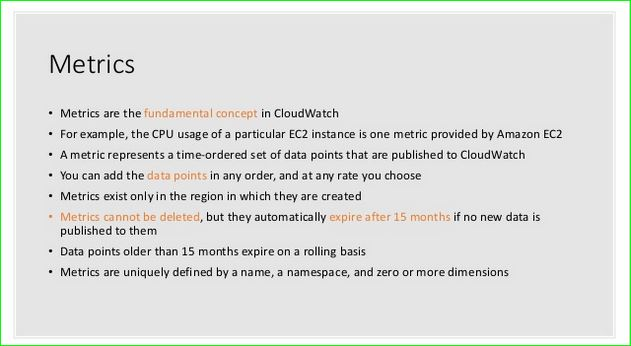 Metrics
• Metrics are the fundamental concept in CloudWatch
• For example, the CPU usage of a particular EC2 instance is one metric provided by Amazon EC2
• A metric represents a time-ordered set of data points that are published to CloudWatch
• You can add the data points in any order, and at any rate you choose
• Metrics exist only in the region in which they are created
• Metrics cannot be deleted, but they automatically expire after 15 months if no new data is
published to them
• Data points older than 15 months expire on a rolling basis
• Metrics are uniquely defined by a name, a namespace, and zero or more dimensions